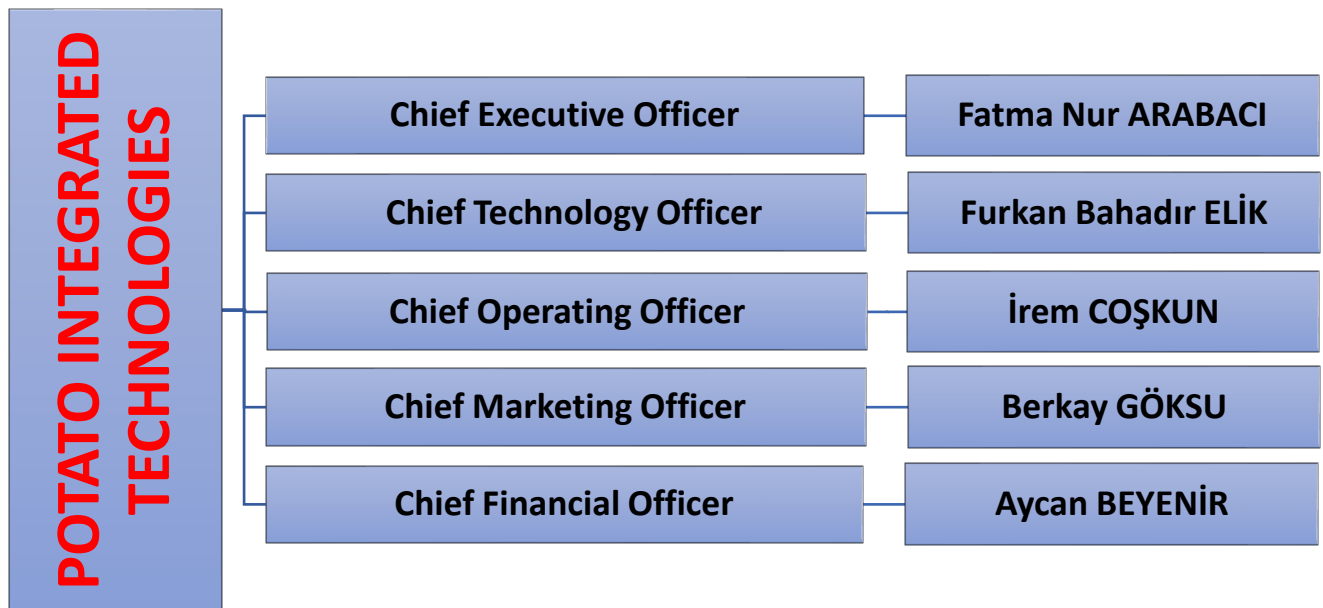 POTATO INTEGRATED
TECHNOLOGIES
Chief Executive Officer
Fatma Nur ARABACI
Chief Technology Officer
Furkan Bahadır ELİK
Chief Operating Officer
İrem COŞKUN
Chief Marketing Officer
Berkay GÖKSU
Chief Financial Officer
Aycan BEYENİR